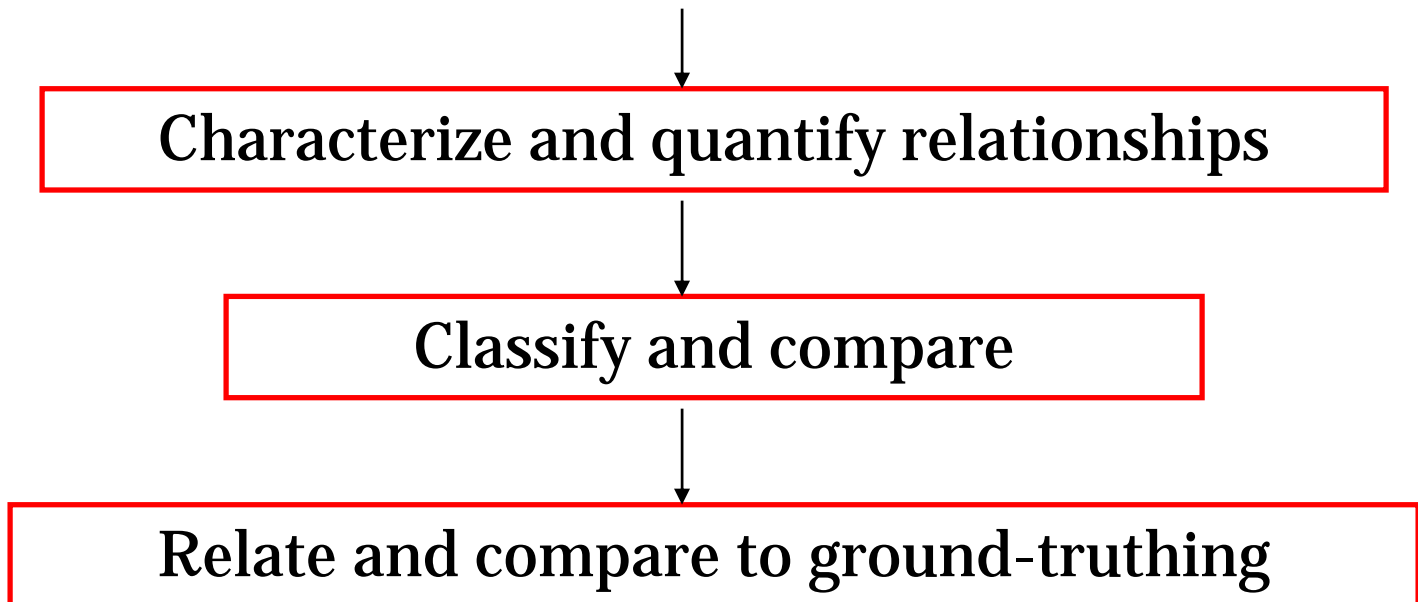 Characterize and quantify relationships
Classify and compare
Relate and compare to ground-truthing